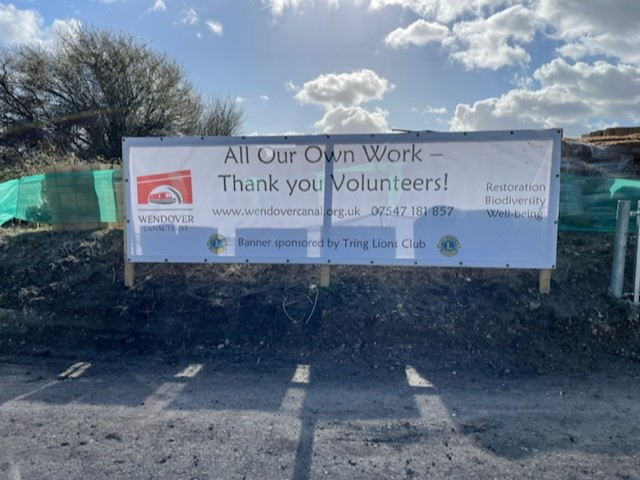 All Our Own Work –
Thank you Volunteers!
WENDOVER
CANAL TRUST
www.wendovercanal.org.uk 07547 181 857
Restoration
Biodiversity
Well-being
Banner sponsored by Tring Lions Club